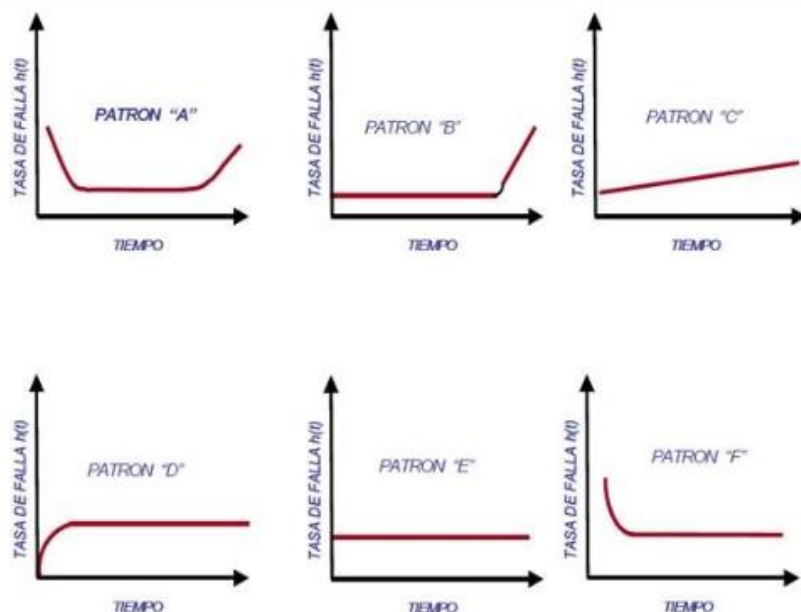 TASA DE FALLA h(t)
PATRON "A"
TIEMPO
TASA DE FALLA h(t)
PATRON "B"
TIEMPO
TASA DE FALLA h(t)
PATRON "C"
TIEMPO
TASA DE FALLA h(t)
PATRON "D"
TIEMPO
TASA DE FALLA h(t)
PATRON "E"
TIEMPO
TASA DE FALLA h(t)
PATRON "F"
TIEMPO